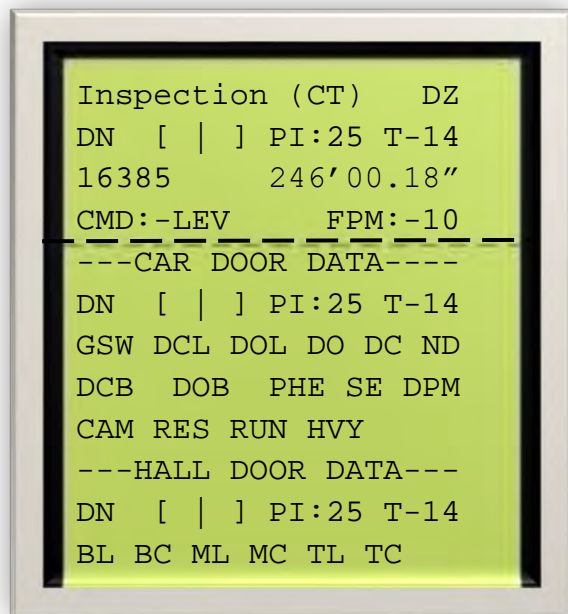 Inspection (CT) DZ
DN [ | ] PI:25 T-14
16385 246’00.18”
CMD:-LEV FPM:-10
---CAR DOOR DATA----
DN [ | ] PI:25 T-14
GSW DCL DOL DO DC ND
DCB DOB PHE SE DPM
CAM RES RUN HVY
---HALL DOOR DATA---
DN [ | ] PI:25 T-14
BL BC ML MC TL TC